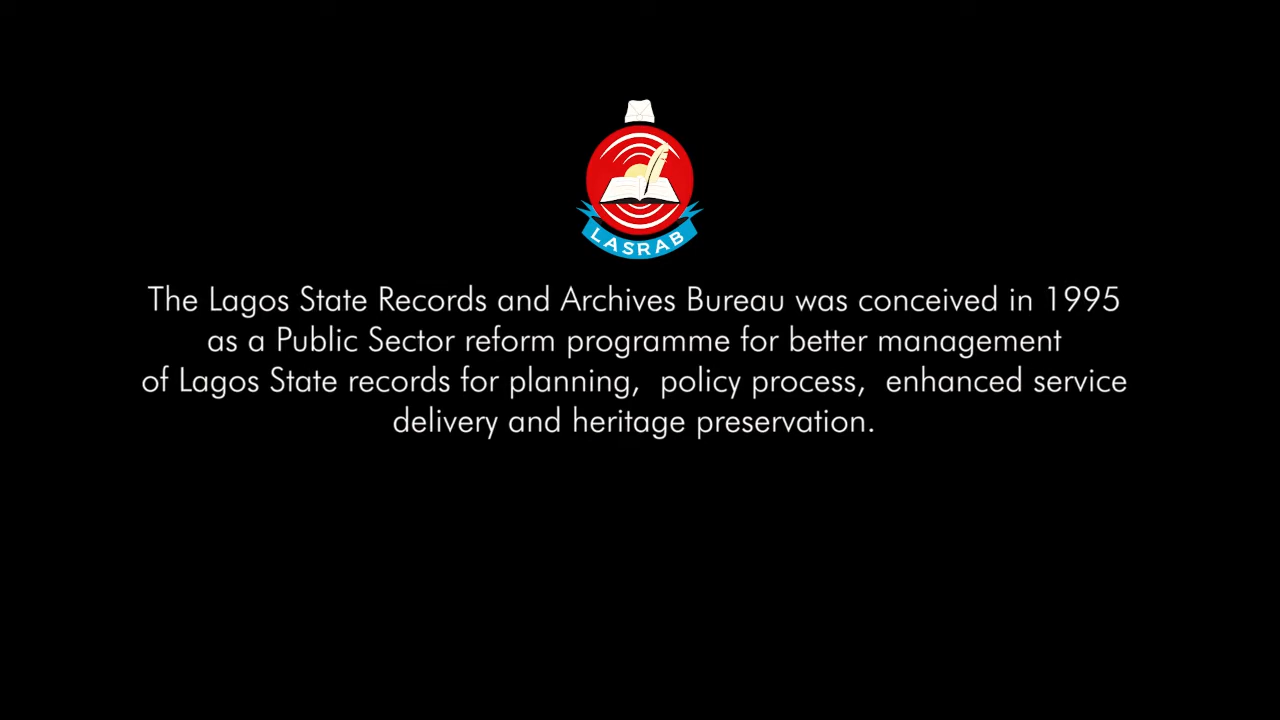 LASRAB
The Lagos State Records and Archives Bureau was conceived in 1995
as a Public Sector reform programme for better management
of Lagos State records for planning,  policy process,  enhanced service
delivery and heritage preservation.